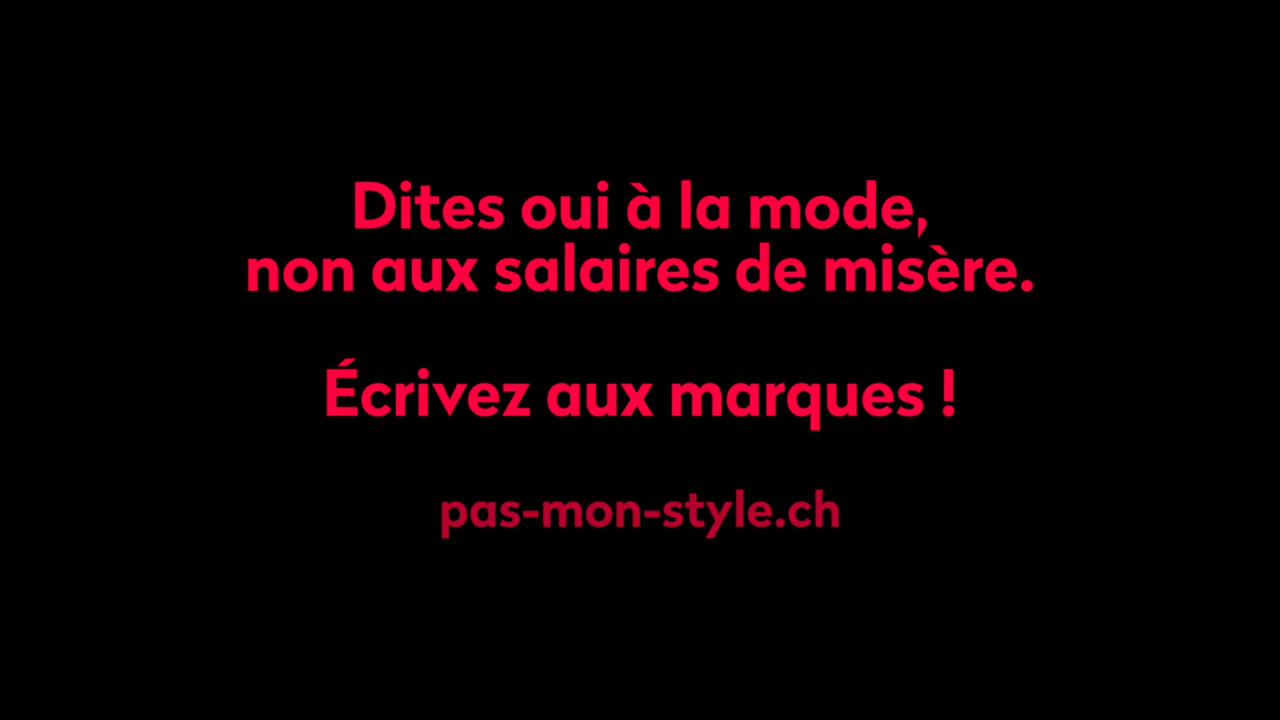 Dites oui à la mode,
non aux salaires de misère.
Écrivez aux marques !
pas-mon-style.ch